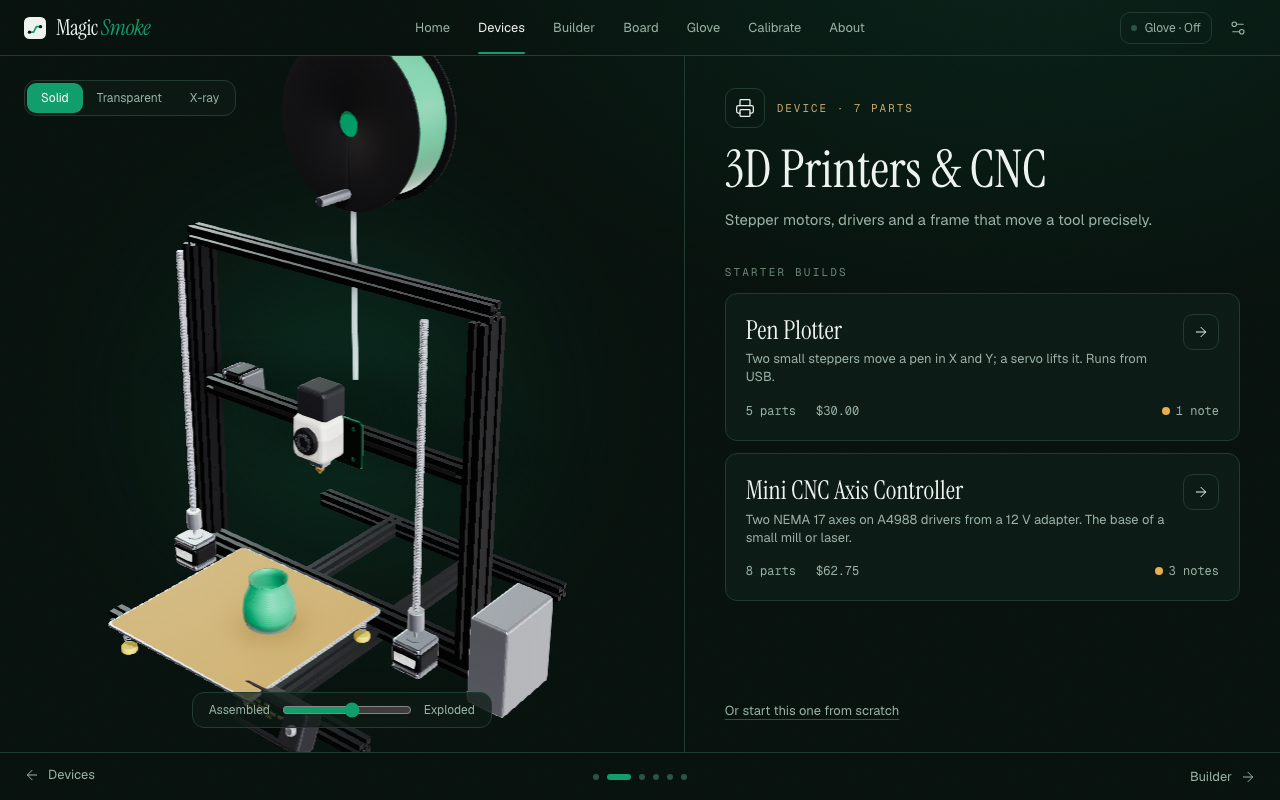 Magic Smoke
Home
Devices
Builder
Board
Glove
Calibrate
About
Glove · Off
Solid
Transparent
X-ray
DEVICE · 7 PARTS
3D Printers & CNC
Stepper motors, drivers and a frame that move a tool precisely.
STARTER BUILDS
Pen Plotter
Two small steppers move a pen in X and Y; a servo lifts it. Runs from
USB.
5 parts $30.00
1 note
Mini CNC Axis Controller
Two NEMA 17 axes on A4988 drivers from a 12 V adapter. The base of a
small mill or laser.
8 parts $62.75
3 notes
Assembled
Exploded
Or start this one from scratch
Devices
Builder